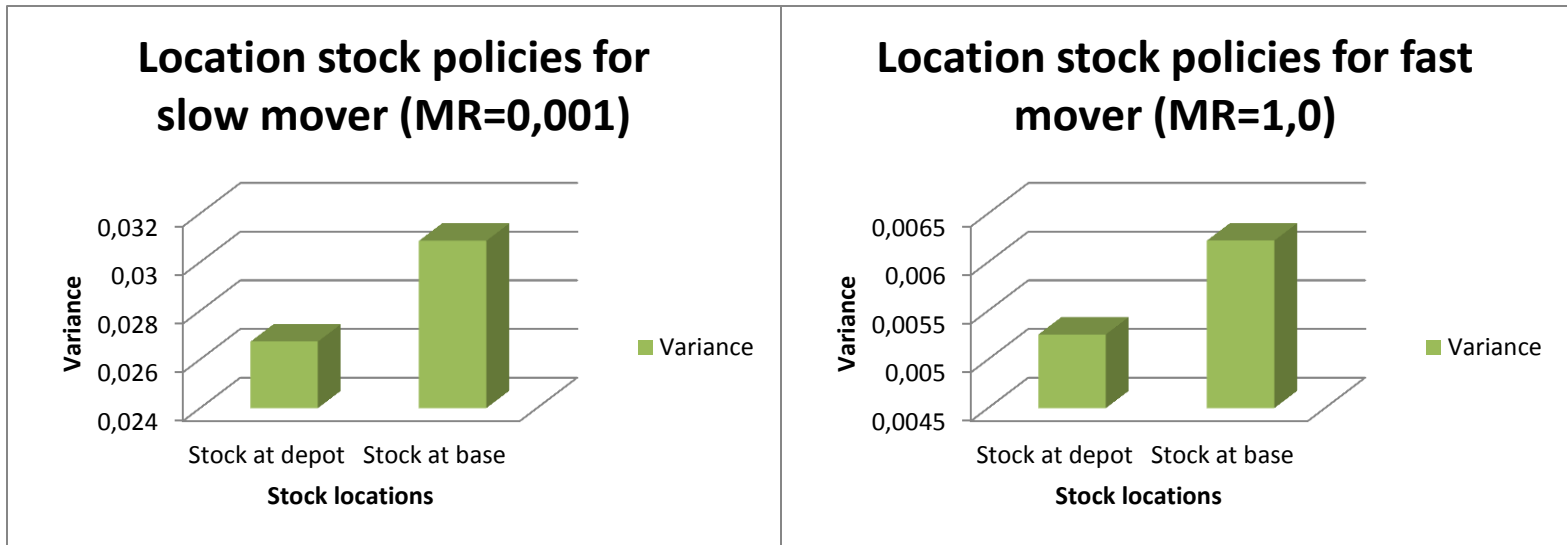 Location stock policies for
slow mover (MR=0,001)
0,032
0,03
0,028
0,026
0,024
Variance
Stock at depot
Stock at base
Stock locations
Variance
Location stock policies for fast
mover (MR=1,0)
0,0065
0,006
0,0055
0,005
0,0045
Variance
Stock at depot
Stock at base
Stock locations
Variance